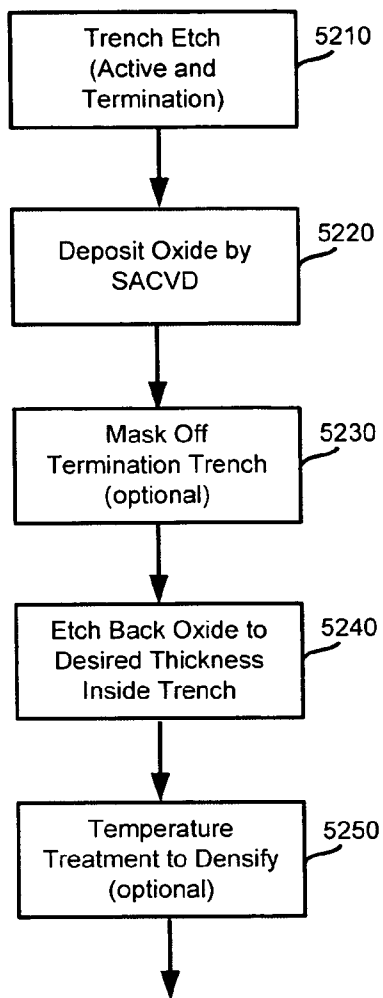 Trench Etch
(Active and
Termination)
5210
Deposit Oxide by
SACVD
5220
Mask Off
Termination Trench
(optional)
5230
Etch Back Oxide to
Desired Thickness
Inside Trench
5240
Temperature
Treatment to Densify
(optional)
5250